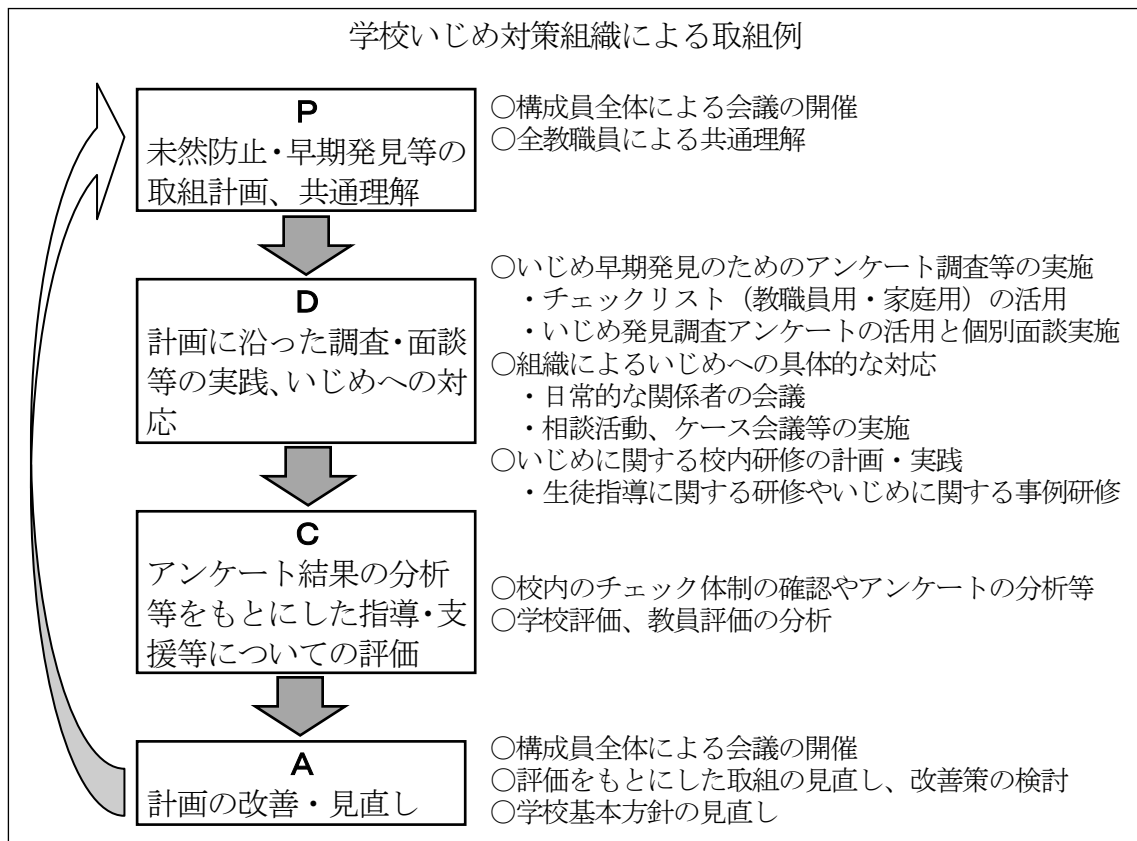 学校いじめ対策組織による取組例
P
未然防止・早期発見等の
取組計画、共通理解
○構成員全体による会議の開催
○全教職員による共通理解
D
計画に沿った調査・面談
等の実践、いじめへの対
応
○いじめ早期発見のためのアンケート調査等の実施
・チェックリスト（教職員用・家庭用）の活用
・いじめ発見調査アンケートの活用と個別面談実施
○組織によるいじめへの具体的な対応
・日常的な関係者の会議
・相談活動、ケース会議等の実施
○いじめに関する校内研修の計画・実践
・生徒指導に関する研修やいじめに関する事例研修
C
アンケート結果の分析
等をもとにした指導・支
援等についての評価
○校内のチェック体制の確認やアンケートの分析等
○学校評価、教員評価の分析
A
計画の改善・見直し
○構成員全体による会議の開催
○評価をもとにした取組の見直し、改善策の検討
○学校基本方針の見直し